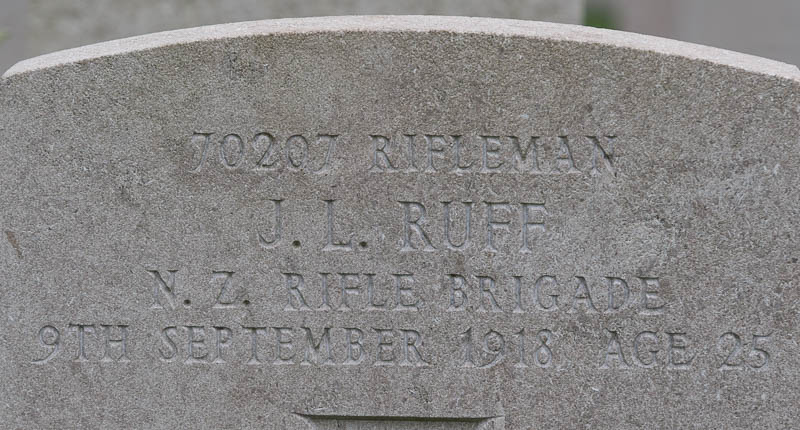 70207 RIFLEMAN
J. L. RUFF
N. Z. RIFLE BRIGADE
9TH SEPTEMBER 1918 AGE 25